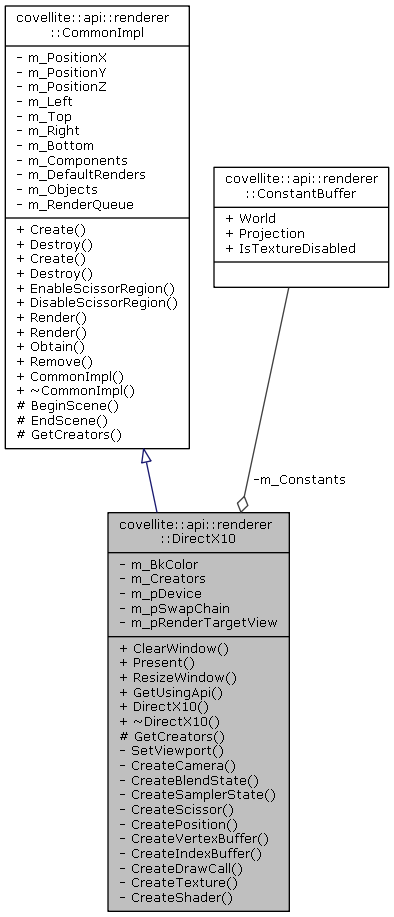 covellite::api::renderer
::CommonImpl
- m_PositionX
- m_PositionY
- m_PositionZ
- m_Left
- m_Top
- m_Right
- m_Bottom
- m_Components
- m_DefaultRenders
- m_Objects
- m_RenderQueue
+ Create()
+ Destroy()
+ Create()
+ Destroy()
+ EnableScissorRegion()
+ DisableScissorRegion()
+ Render()
+ Render()
+ Obtain()
+ Remove()
+ CommonImpl()
+ ~CommonImpl()
# BeginScene()
# EndScene()
# GetCreators()
covellite::api::renderer
::ConstantBuffer
+ World
+ Projection
+ IsTextureDisabled
-m_Constants
covellite::api::renderer
::DirectX10
- m_BkColor
- m_Creators
- m_pDevice
- m_pSwapChain
- m_pRenderTargetView
+ ClearWindow()
+ Present()
+ ResizeWindow()
+ GetUsingApi()
+ DirectX10()
+ ~DirectX10()
# GetCreators()
- SetViewport()
- CreateCamera()
- CreateBlendState()
- CreateSamplerState()
- CreateScissor()
- CreatePosition()
- CreateVertexBuffer()
- CreateIndexBuffer()
- CreateDrawCall()
- CreateTexture()
- CreateShader()